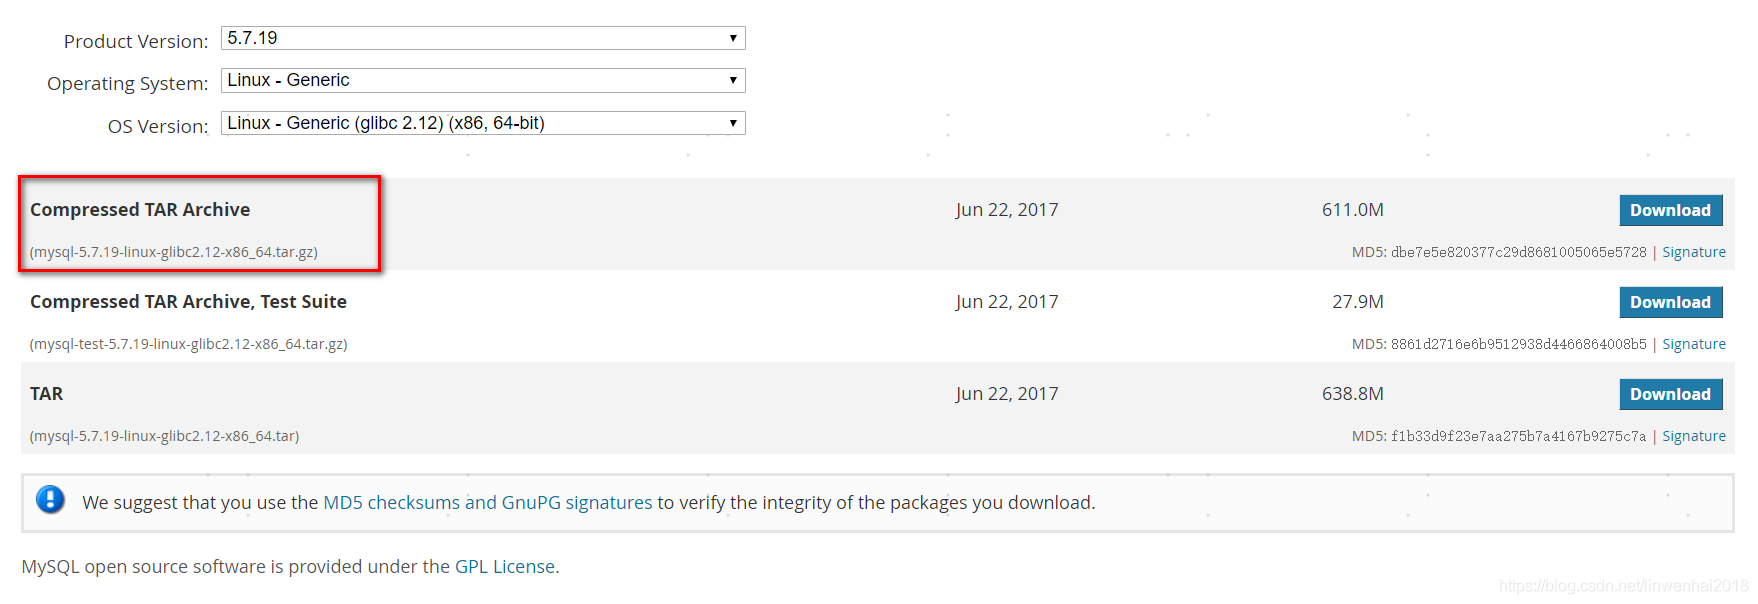 Product Version: 5.7.19
Operating System: Linux - Generic
OS Version: Linux - Generic (glibc 2.12) (x86, 64-bit)
Compressed TAR Archive Jun 22, 2017 611.0M Download
(mysql-5.7.19-linux-glibc2.12-x86_64.tar.gz) MD5: dbe7e5e820377c29d8681005065e5728 | Signature
Compressed TAR Archive, Test Suite Jun 22, 2017 27.9M Download
(mysql-test-5.7.19-linux-glibc2.12-x86_64.tar.gz) MD5: 8861d2716e6b9512938d4466864008b5 | Signature
TAR Jun 22, 2017 638.8M Download
(mysql-5.7.19-linux-glibc2.12-x86_64.tar) MD5: f1b33d9f23e7aa275b7a4167b9275c7a | Signature
We suggest that you use the MD5 checksums and GnuPG signatures to verify the integrity of the packages you download.
MySQL open source software is provided under the GPL License.
https://blog.csdn.net/linwenhai2018